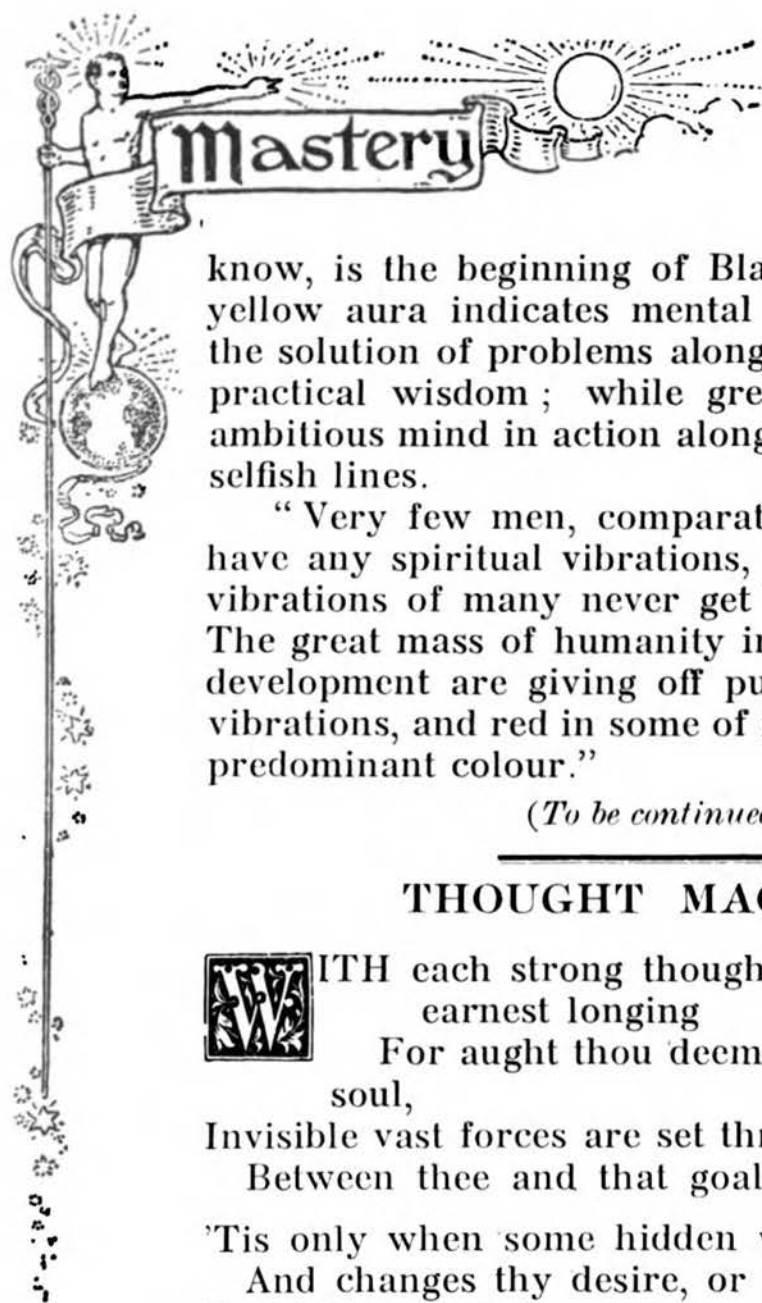 Mastery
know, is the beginning of Bla
yellow aura indicates mental
the solution of problems along
practical wisdom ; while gre
ambitious mind in action along
selfish lines.
“ Very few men, comparat
have any spiritual vibrations,
vibrations of many never get
The great mass of humanity in
development are giving off pu
vibrations, and red in some of
predominant colour.”
(To be continued
THOUGHT MAG
WITH each strong though
earnest longing
For aught thou deem
soul,
Invisible vast forces are set thr
Between thee and that goal
’Tis only when some hidden
And changes thy desire, or